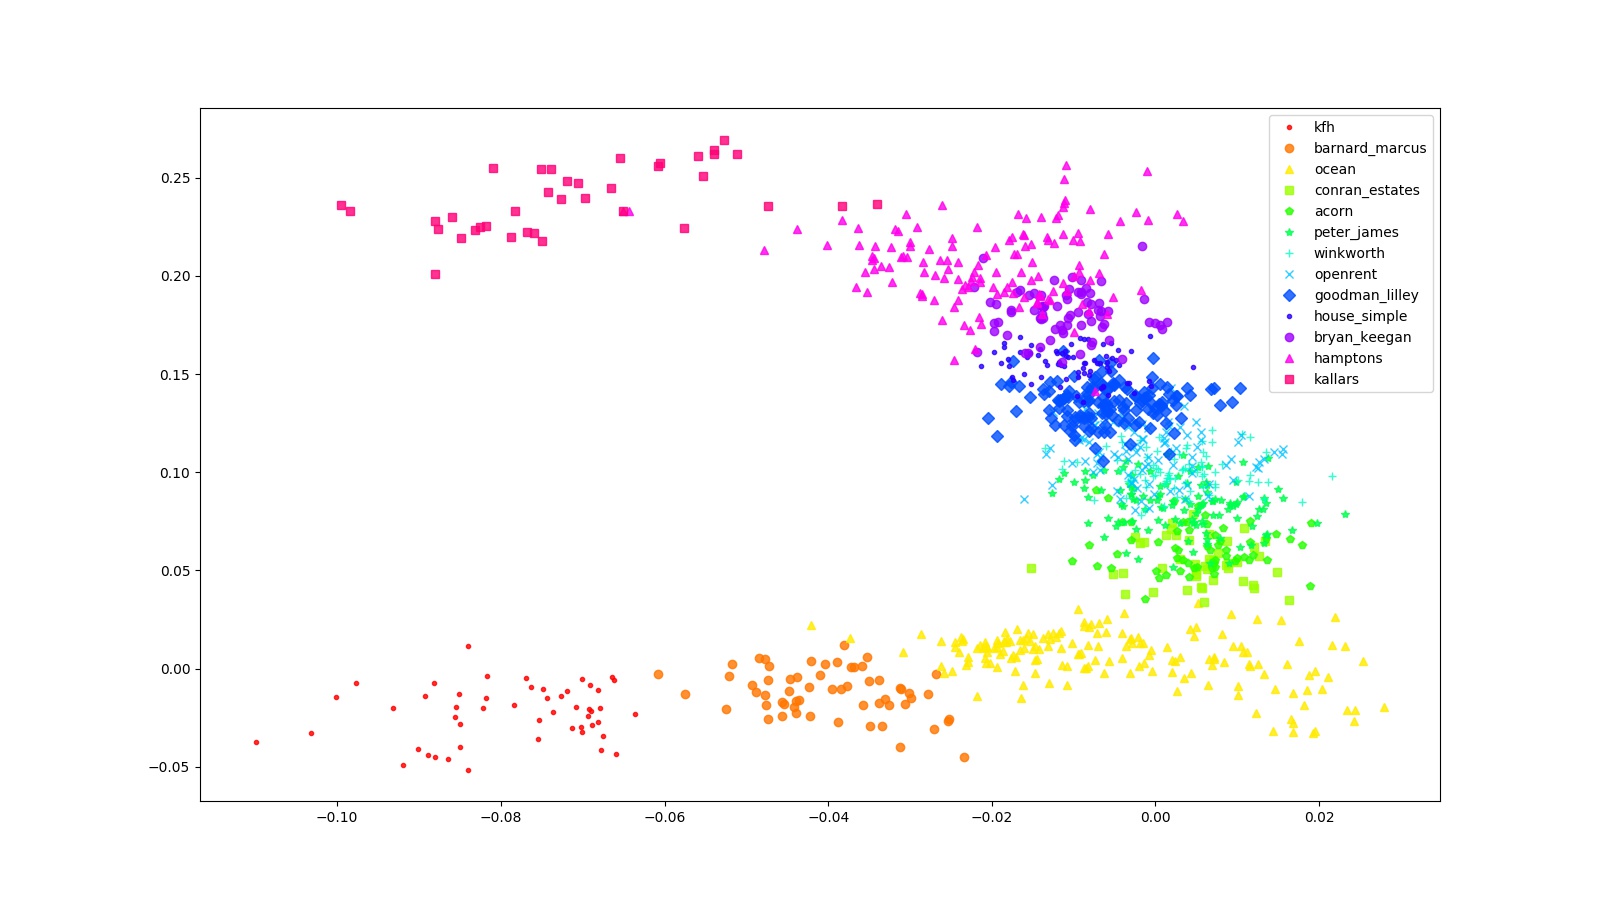 0.25
0.20
0.15
0.10
0.05
0.00
−0.05
−0.10
−0.08
−0.06
−0.04
−0.02
0.00
0.02
kfh
barnard_marcus
ocean
conran_estates
acorn
peter_james
winkworth
openrent
goodman_lilley
house_simple
bryan_keegan
hamptons
kallars